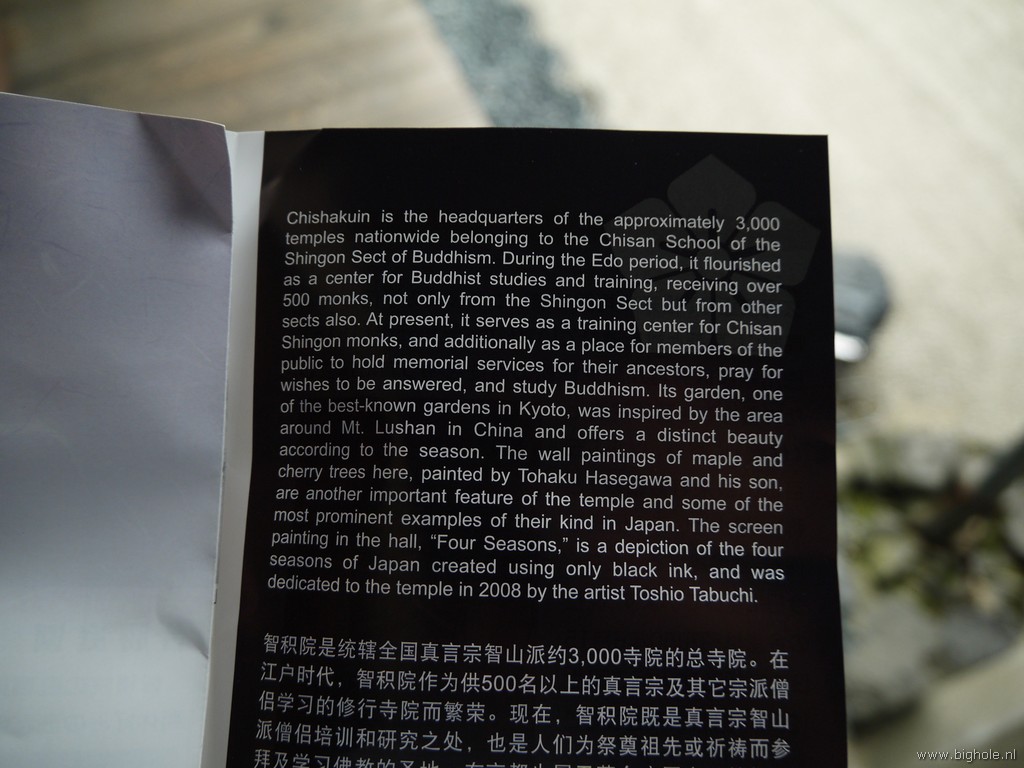 Chishakuin is the headquarters of the approximately 3,000
temples nationwide belonging to the Chisan School of the
Shingon Sect of Buddhism. During the Edo period, it flourished
as a center for Buddhist studies and training, receiving over
500 monks, not only from the Shingon Sect but from other
sects also. At present, it serves as a training center for Chisan
Shingon monks, and additionally as a place for members of the
public to hold memorial services for their ancestors, pray for
wishes to be answered, and study Buddhism. Its garden, one
of the best-known gardens in Kyoto, was inspired by the area
around Mt. Lushan in China and offers a distinct beauty
according to the season. The wall paintings of maple and
cherry trees here, painted by Tohaku Hasegawa and his son,
are another important feature of the temple and some of the
most prominent examples of their kind in Japan. The screen
painting in the hall, “Four Seasons,” is a depiction of the four
seasons of Japan created using only black ink, and was
dedicated to the temple in 2008 by the artist Toshio Tabuchi.
智积院是统辖全国真言宗智山派约3,000寺院的总寺院。在
江户时代，智积院作为供500名以上的真言宗及其它宗派僧
侣学习的修行寺院而繁荣。现在，智积院既是真言宗智山
派僧侣培训和研究之处，也是人们为祭奠祖先或祈祷而参
拜及学习佛教的圣地
www.bighole.nl